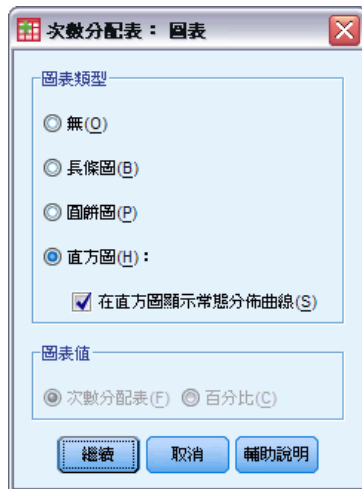 次數分配表： 圖表
圖表類型
無(O)
長條圖(B)
圓餅圖(P)
直方圖(H)：
在直方圖顯示常態分佈曲線(S)
圖表值
次數分配表(F) 百分比(C)
繼續 取消 輔助說明